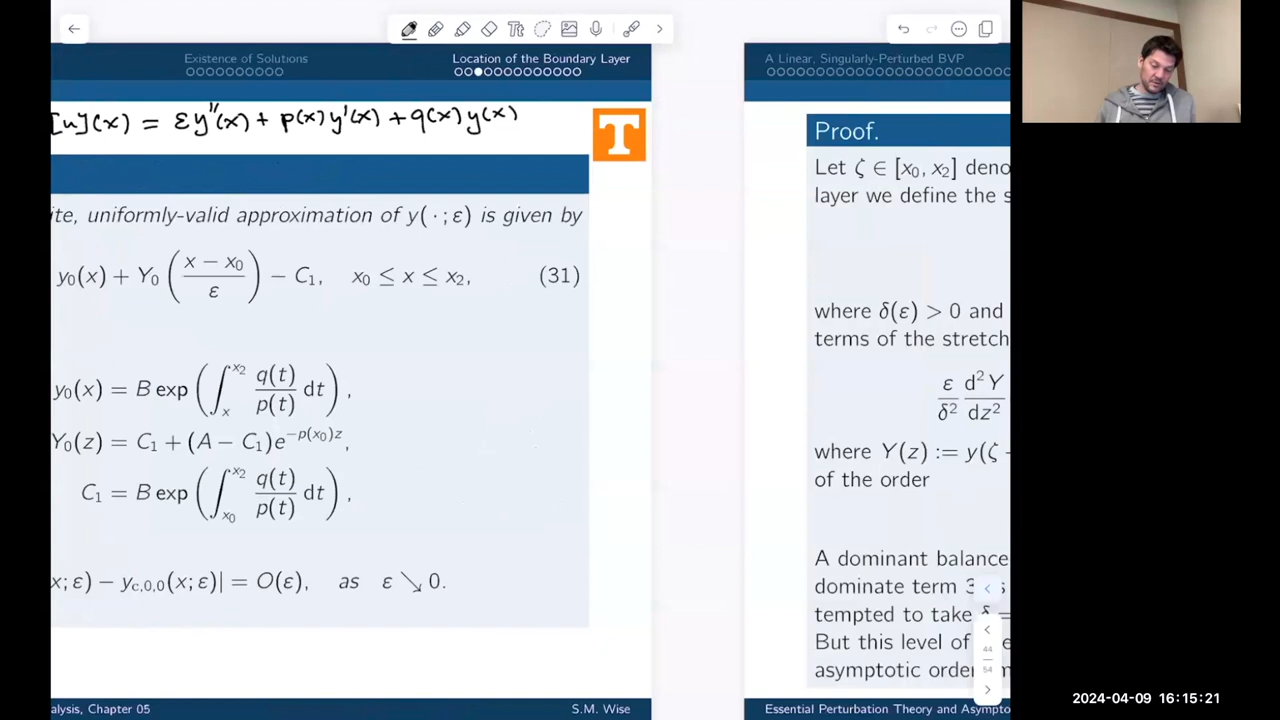 Existence of Solutions
Location of the Boundary Layer
[u](x) = εy''(x) + p(x)y'(x) + q(x)y(x)
T
ite, uniformly-valid approximation of y( · ; ε) is given by
y₀(x) + Y₀((x − x₀)/ε) − C₁, x₀ ≤ x ≤ x₂, (31)
y₀(x) = B exp(∫ₓ^x₂ q(t)/p(t) dt),
Y₀(z) = C₁ + (A − C₁)e^{−p(x₀)z},
C₁ = B exp(∫_{x₀}^{x₂} q(t)/p(t) dt),
x; ε) − y_{c,0,0}(x; ε)| = O(ε), as ε ↘ 0.
alysis, Chapter 05
S.M. Wise
A Linear, Singularly-Perturbed BVP
Proof.
Let ζ ∈ [x₀, x₂] deno
layer we define the s
where δ(ε) > 0 and
terms of the stretch
ε/δ² d²Y/dz²
where Y(z) := y(ζ
of the order
A dominant balance
dominate term 3
tempted to take δ =
But this level of
asymptotic order
Essential Perturbation Theory and Asympto
44
54
2024-04-09 16:15:21